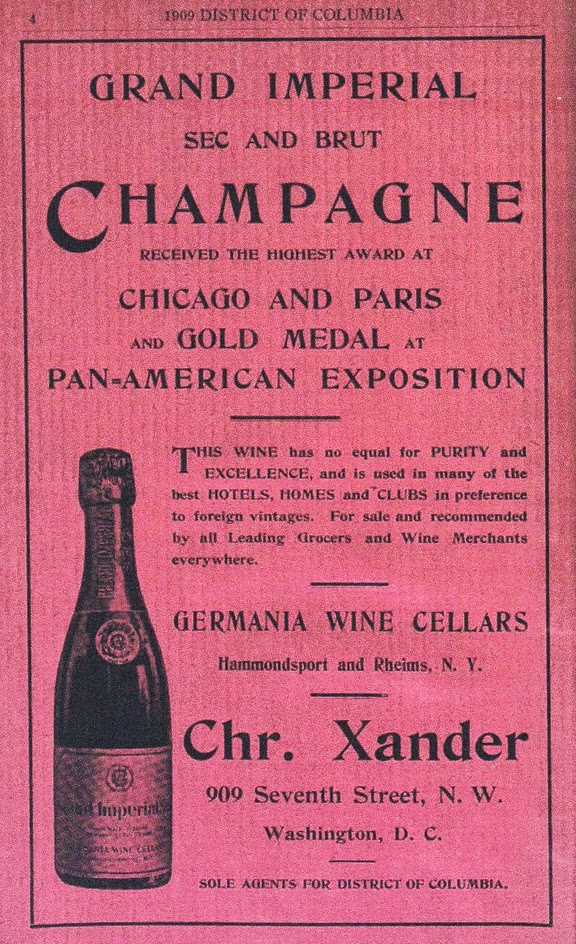 4
1909 DISTRICT OF COLUMBIA
GRAND IMPERIAL
SEC AND BRUT
CHAMPAGNE
RECEIVED THE HIGHEST AWARD AT
CHICAGO AND PARIS
AND GOLD MEDAL AT
PAN-AMERICAN EXPOSITION
THIS WINE has no equal for PURITY and
EXCELLENCE, and is used in many of the
best HOTELS, HOMES and CLUBS in preference
to foreign vintages. For sale and recommended
by all Leading Grocers and Wine Merchants
everywhere.
GERMANIA WINE CELLARS
Hammondsport and Rheims, N. Y.
Chr. Xander
909 Seventh Street, N. W.
Washington, D. C.
SOLE AGENTS FOR DISTRICT OF COLUMBIA.
Imperial